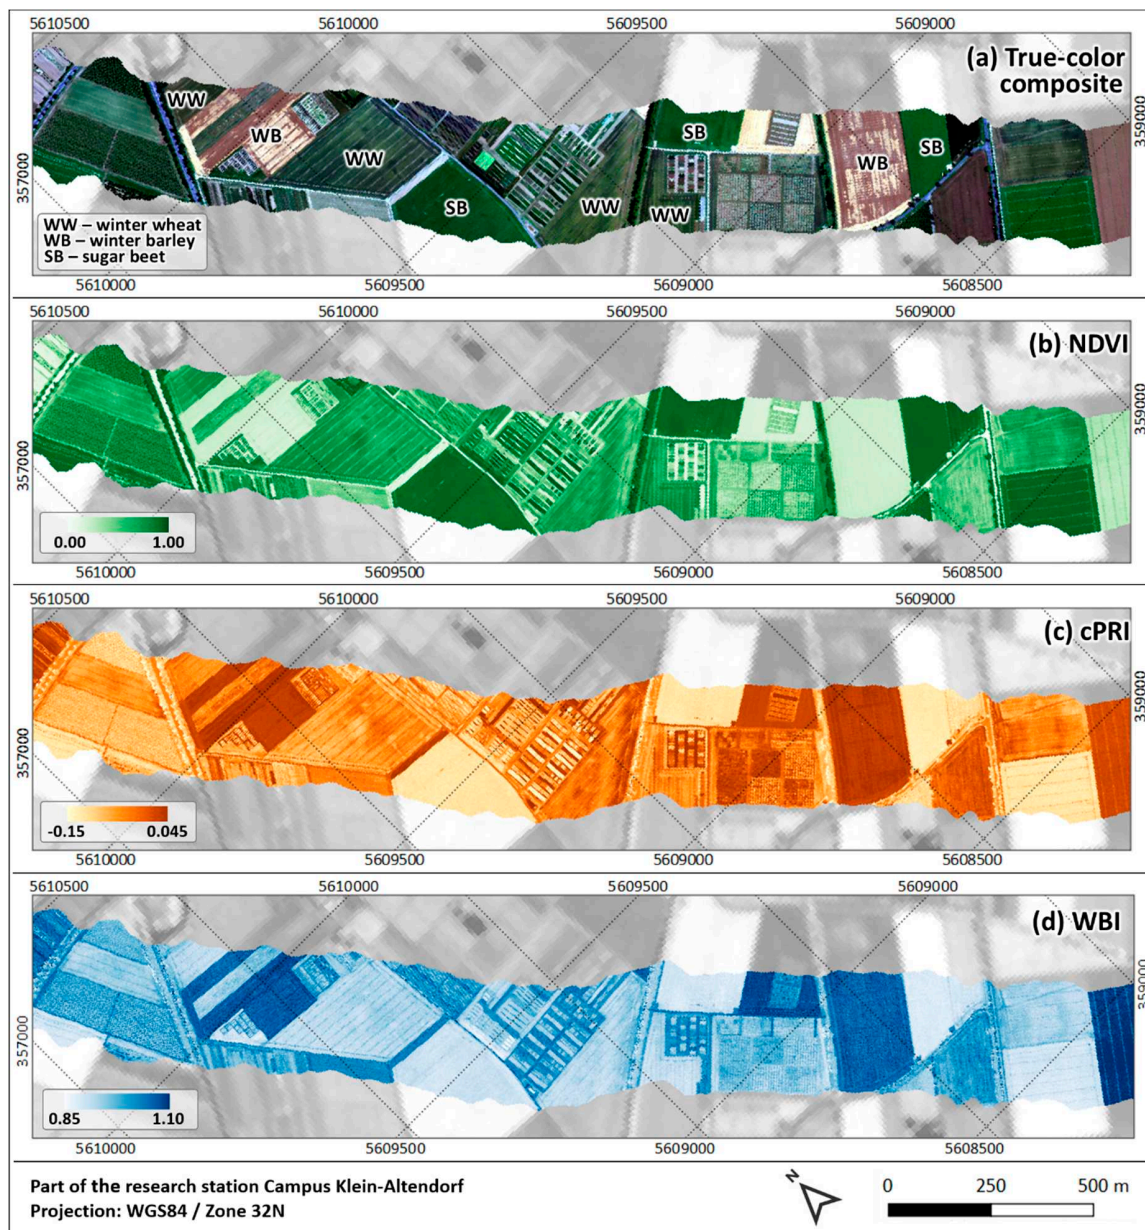 5610500 5610000 5609500 5609000
(a) True-color
composite
WW
WB
WW
SB
WW
SB
WW
WB
SB
357000
359000
WW – winter wheat
WB – winter barley
SB – sugar beet
5610000 5609500 5609000 5608500
5610500 5610000 5609500 5609000
(b) NDVI
357000
359000
0.00 1.00
5610000 5609500 5609000 5608500
5610500 5610000 5609500 5609000
(c) cPRI
357000
359000
-0.15 0.045
5610000 5609500 5609000 5608500
5610500 5610000 5609500 5609000
(d) WBI
357000
359000
0.85 1.10
5610000 5609500 5609000 5608500
Part of the research station Campus Klein-Altendorf
Projection: WGS84 / Zone 32N
N
0 250 500 m